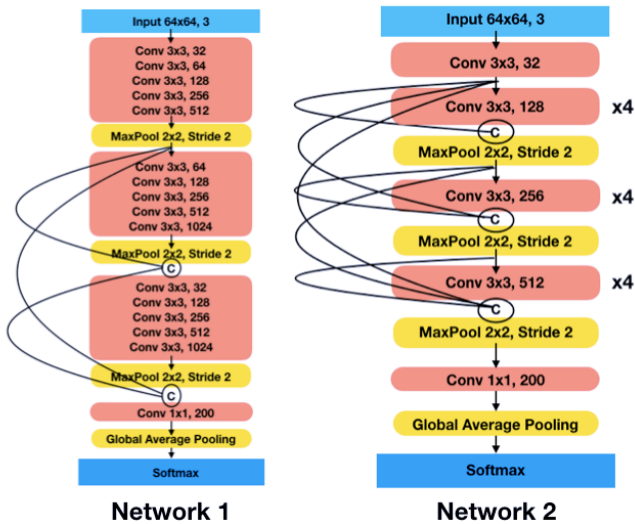 Input 64x64, 3
Conv 3x3, 32
Conv 3x3, 64
Conv 3x3, 128
Conv 3x3, 256
Conv 3x3, 512
MaxPool 2x2, Stride 2
Conv 3x3, 64
Conv 3x3, 128
Conv 3x3, 256
Conv 3x3, 512
Conv 3x3, 1024
MaxPool 2x2, Stride 2
C
Conv 3x3, 32
Conv 3x3, 128
Conv 3x3, 256
Conv 3x3, 512
Conv 3x3, 1024
MaxPool 2x2, Stride 2
C
Conv 1x1, 200
Global Average Pooling
Softmax
Network 1
Input 64x64, 3
Conv 3x3, 32
Conv 3x3, 128 x4
C
MaxPool 2x2, Stride 2
Conv 3x3, 256 x4
C
MaxPool 2x2, Stride 2
Conv 3x3, 512 x4
C
MaxPool 2x2, Stride 2
Conv 1x1, 200
Global Average Pooling
Softmax
Network 2